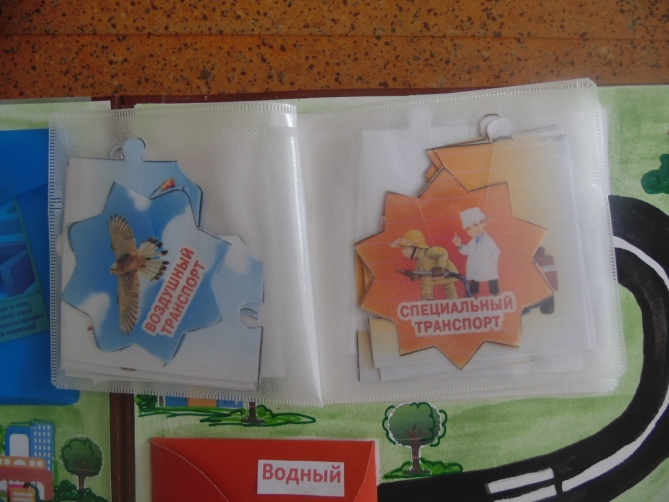 ВОЗДУШНЫЙ
ТРАНСПОРТ
СПЕЦИАЛЬНЫЙ
ТРАНСПОРТ
Водный